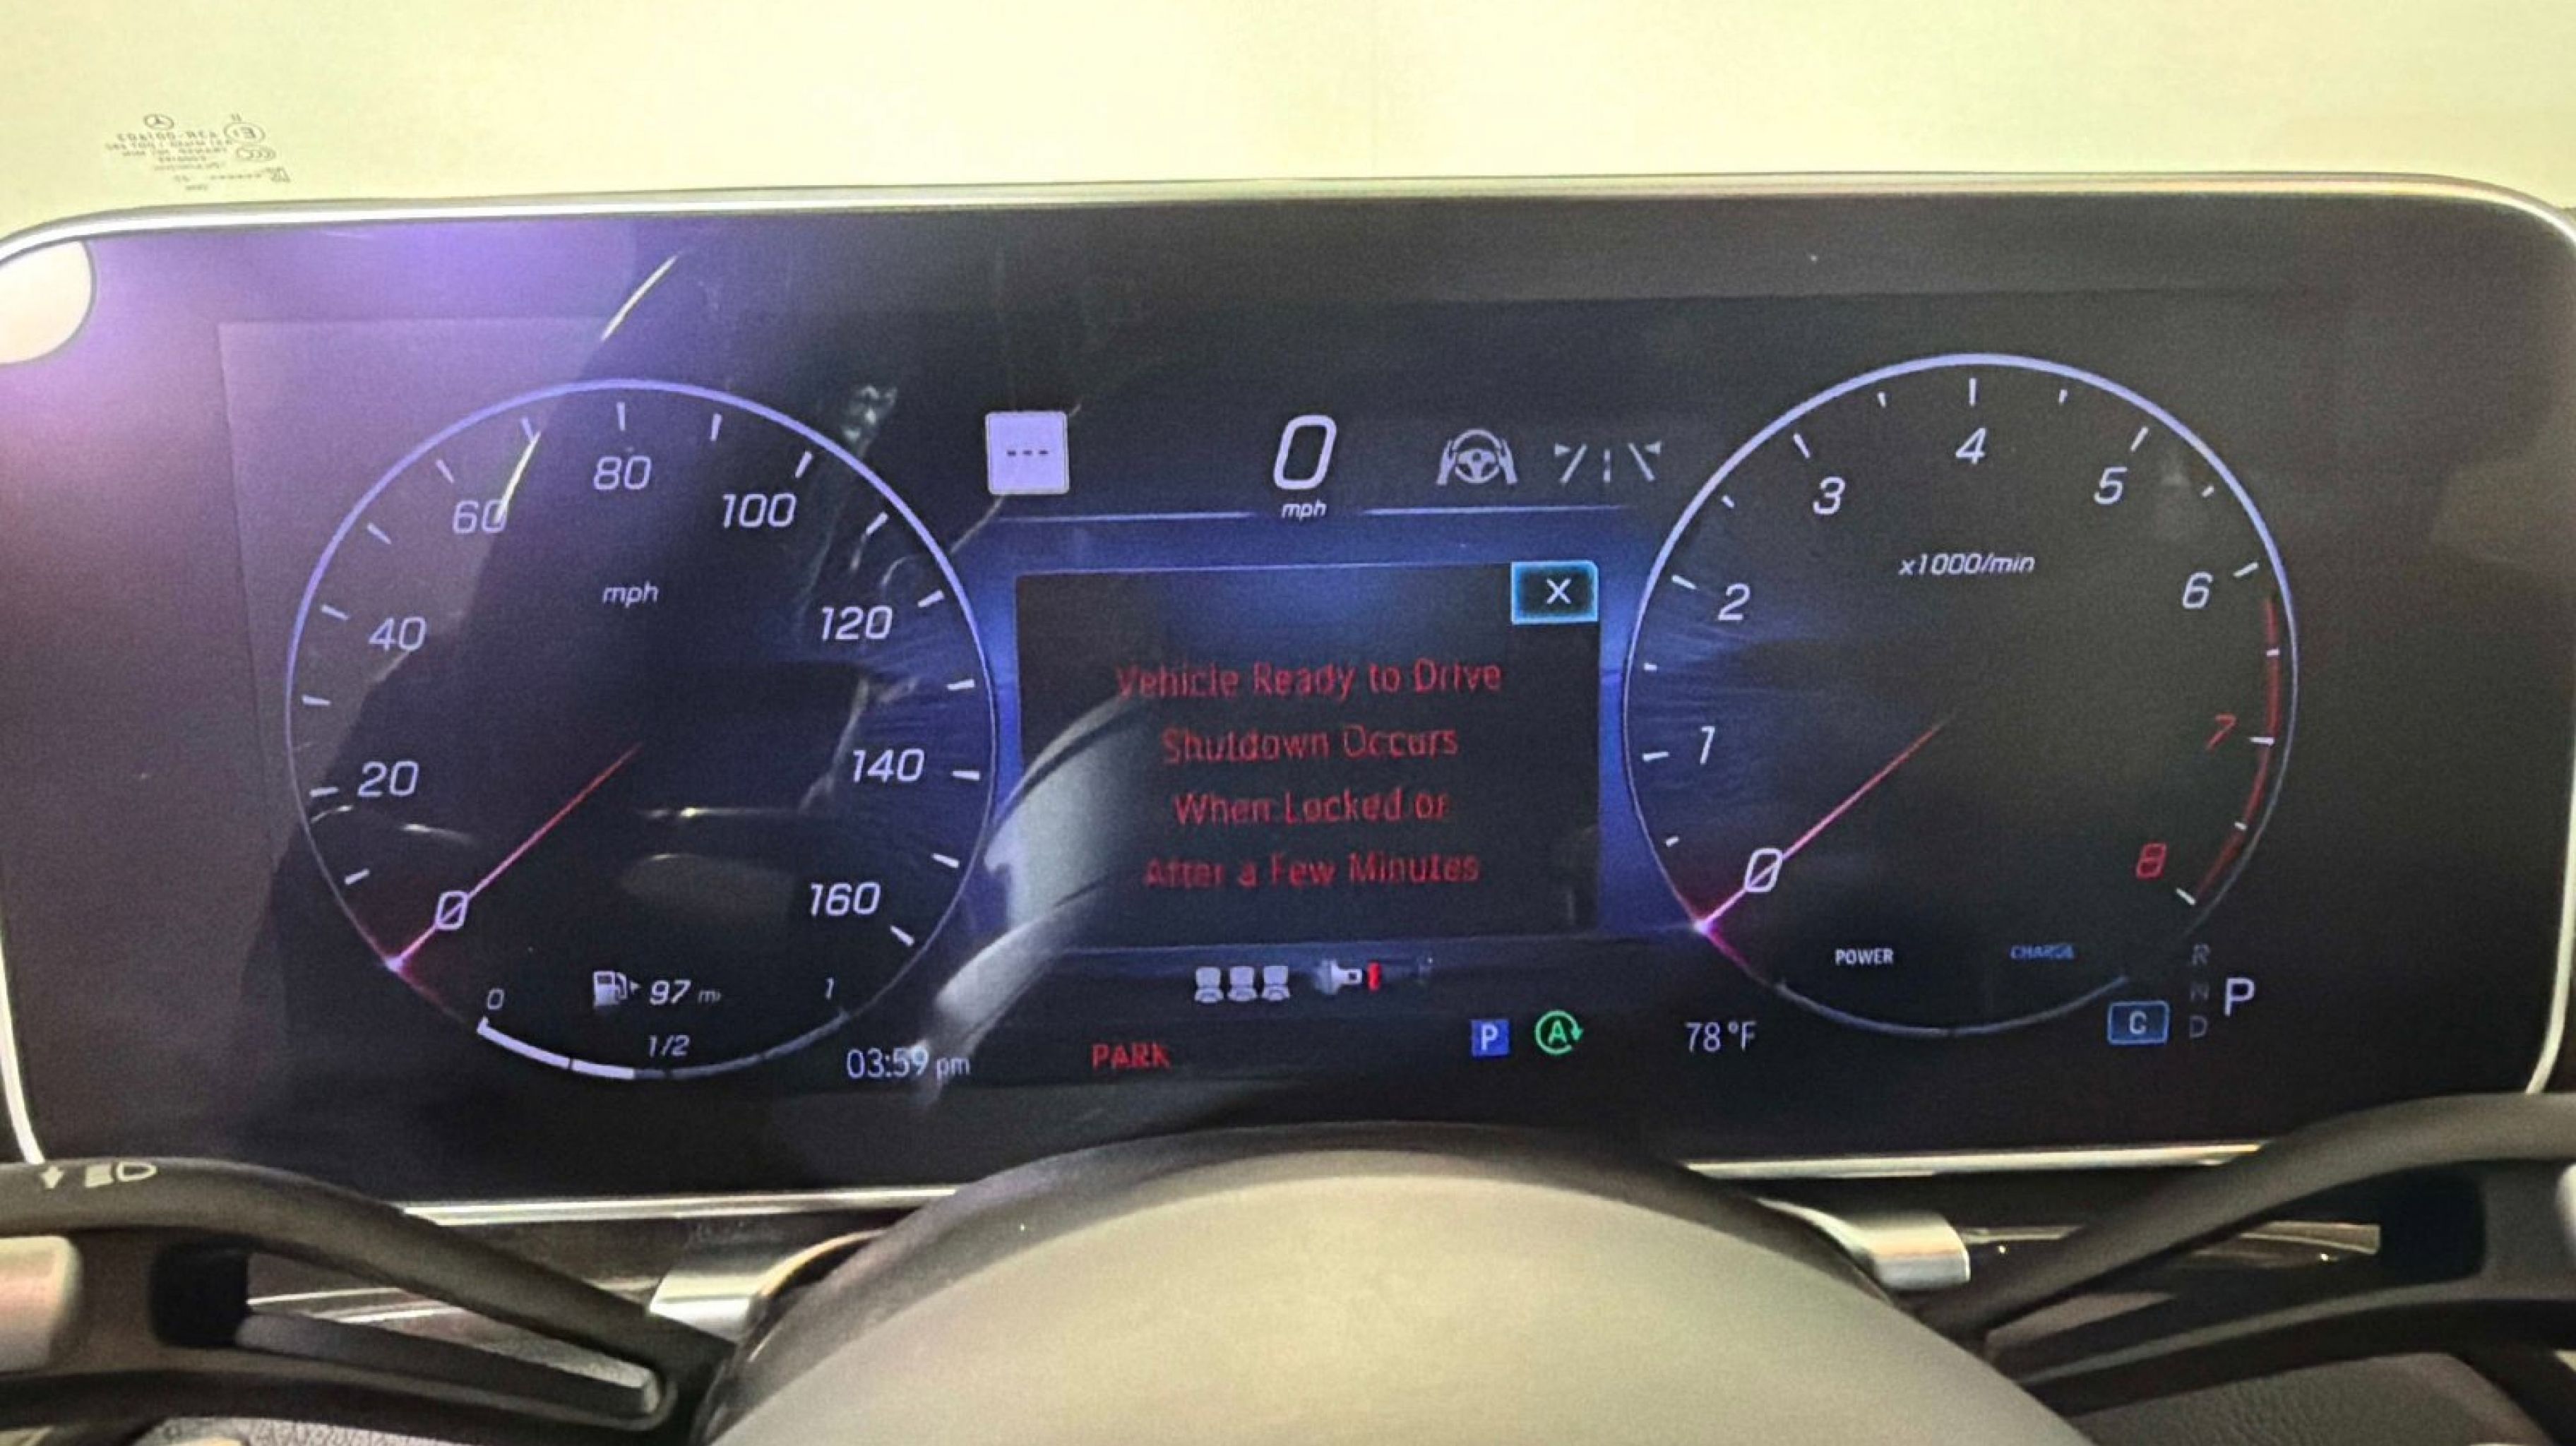 80
60
100
mph
40
120
20
140
0
160
0
97 mi
1
1/2
03:59 pm
---
0
mph
X
Vehicle Ready to Drive
Shutdown Occurs
When Locked or
After a Few Minutes
PARK
P
A
78°F
4
3
5
x1000/min
2
6
1
7
0
8
POWER
CHARGE
R
N
P
C
D